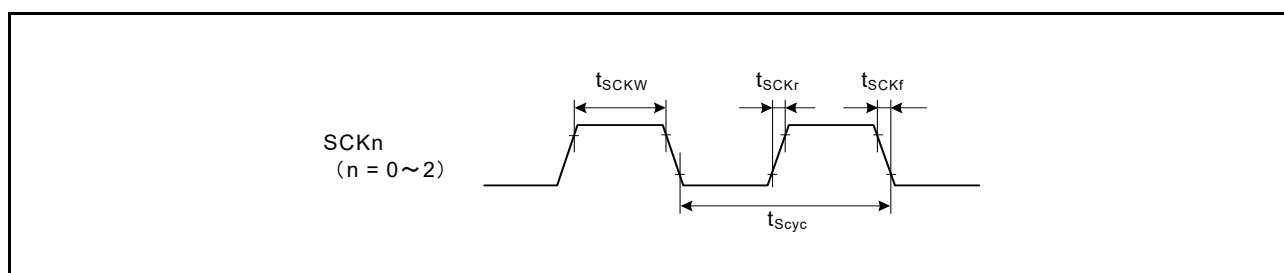 tSCKW
tSCKr
tSCKf
SCKn
（n = 0～2）
tScyc